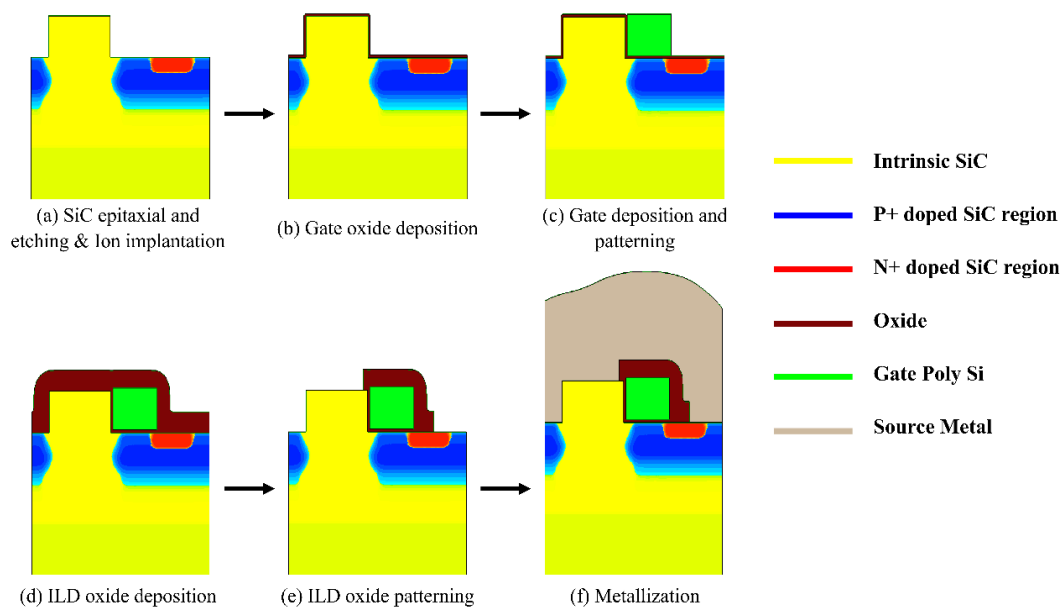 (a) SiC epitaxial and
etching & Ion implantation
(b) Gate oxide deposition
(c) Gate deposition and
patterning
Intrinsic SiC
P+ doped SiC region
N+ doped SiC region
Oxide
Gate Poly Si
Source Metal
(d) ILD oxide deposition
(e) ILD oxide patterning
(f) Metallization